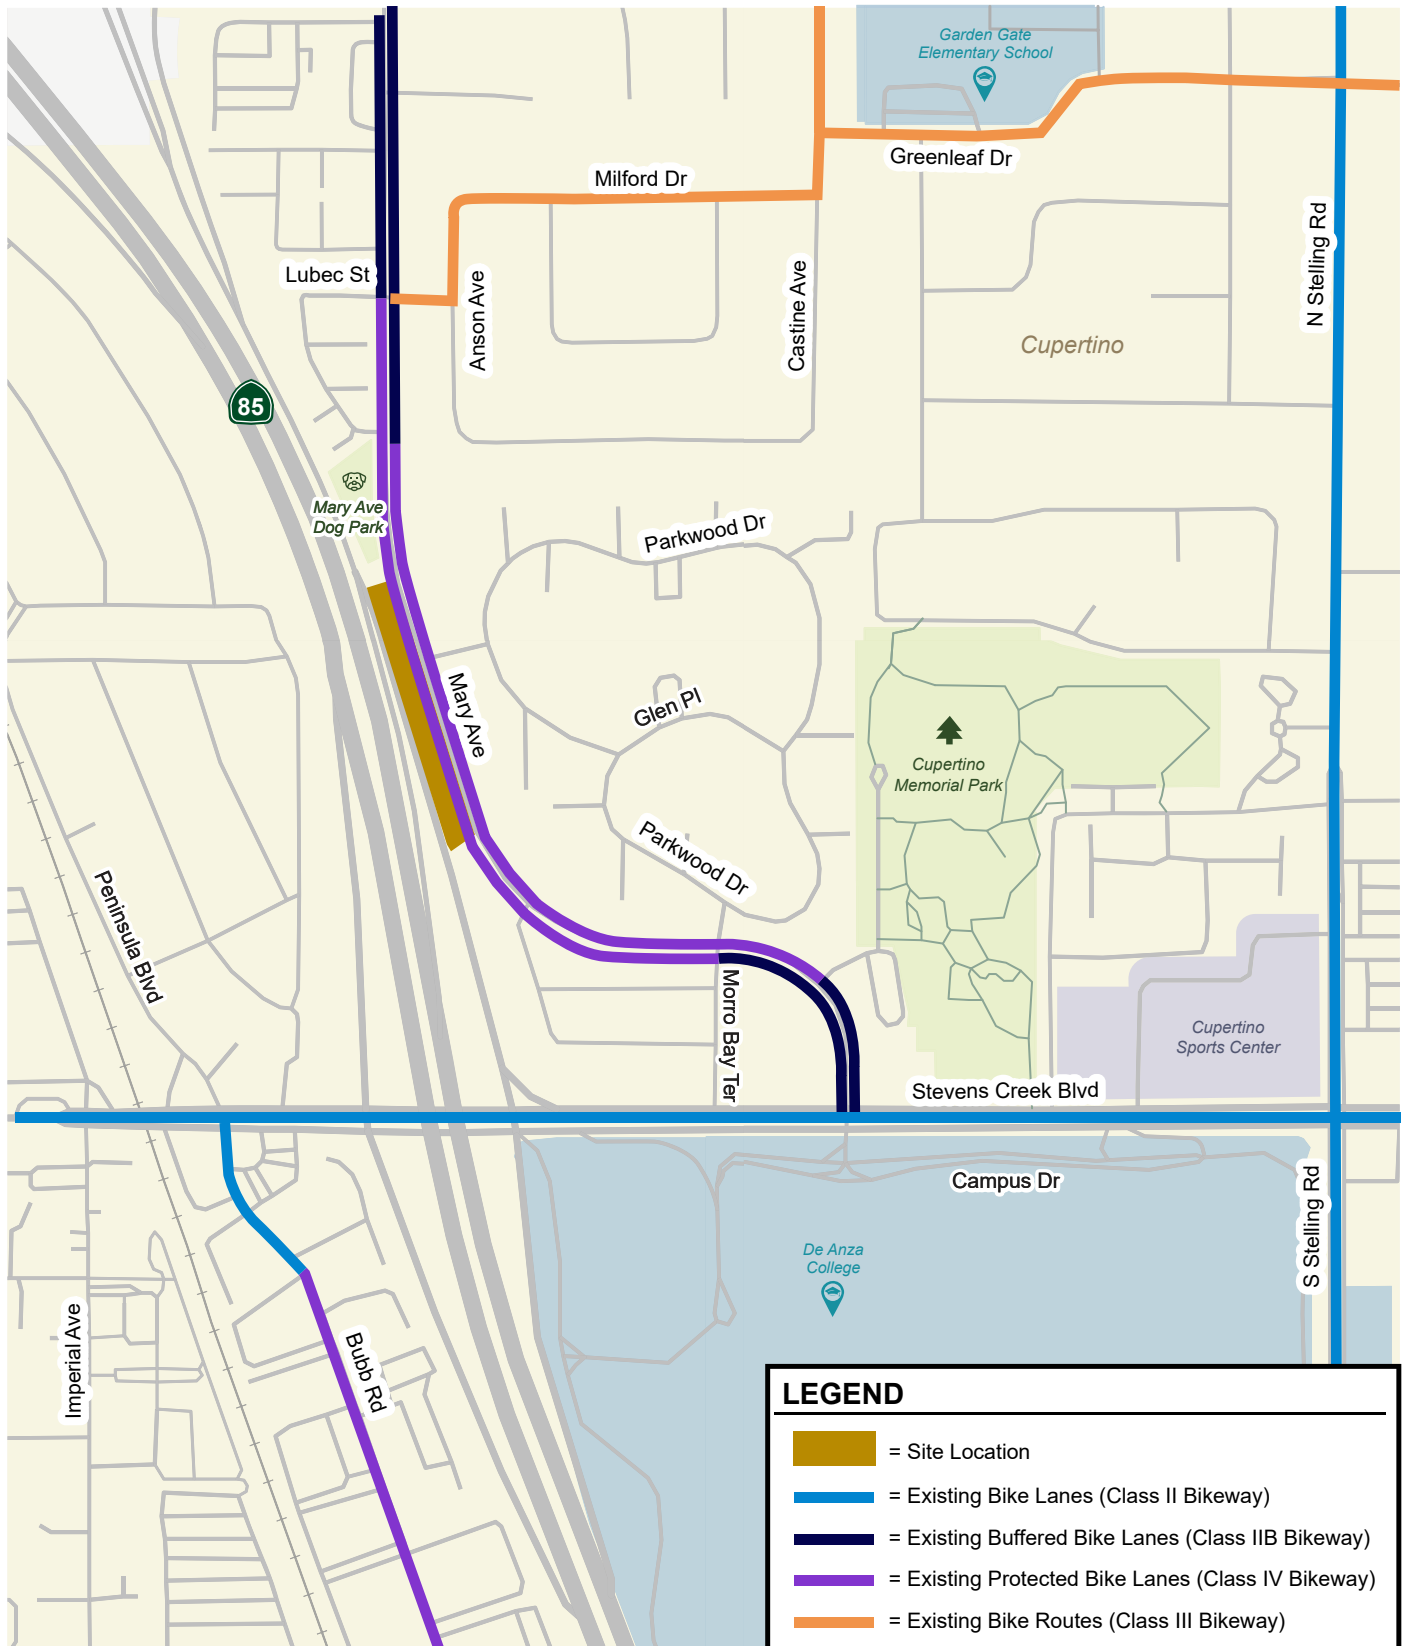 Garden Gate
Elementary School
Greenleaf Dr
Milford Dr
N Stelling Rd
Lubec St
Anson Ave
Castine Ave
Cupertino
85
Mary Ave
Dog Park
Parkwood Dr
Mary Ave
Glen Pl
Cupertino
Memorial Park
Parkwood Dr
Peninsula Blvd
Morro Bay Ter
Cupertino
Sports Center
Stevens Creek Blvd
Campus Dr
S Stelling Rd
De Anza
College
Imperial Ave
Bubb Rd
LEGEND
= Site Location
= Existing Bike Lanes (Class II Bikeway)
= Existing Buffered Bike Lanes (Class IIB Bikeway)
= Existing Protected Bike Lanes (Class IV Bikeway)
= Existing Bike Routes (Class III Bikeway)